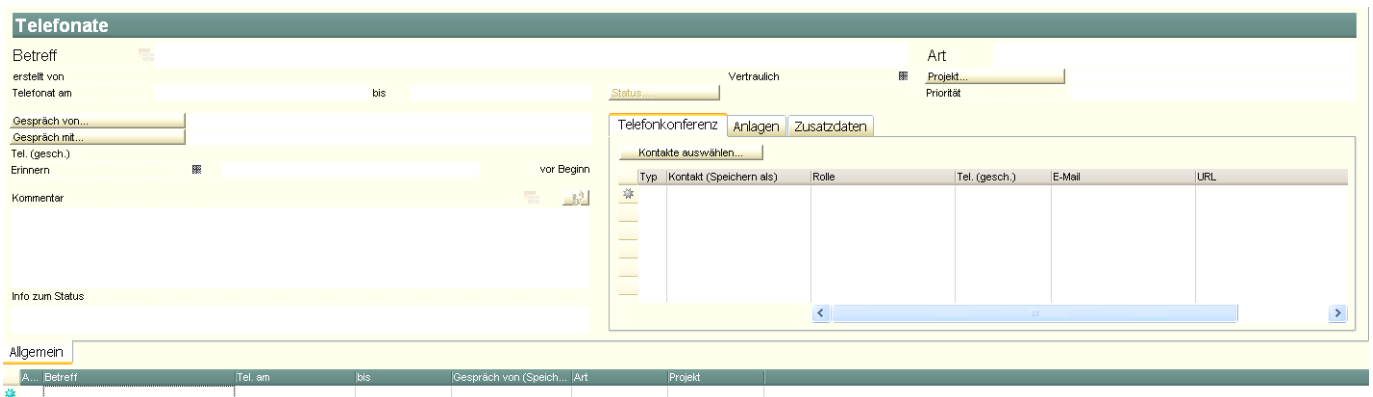 Telefonate
Betreff Art
erstellt von Vertraulich Projekt...
Telefonat am bis Status... Priorität
Gespräch von...
Gespräch mit...
Tel. (gesch.)
Erinnern vor Beginn
Kommentar
Info zum Status
Telefonkonferenz Anlagen Zusatzdaten
Kontakte auswählen...
Typ Kontakt (Speichern als) Rolle Tel. (gesch.) E-Mail URL
Allgemein
A... Betreff Tel. am bis Gespräch von (Speich... Art Projekt